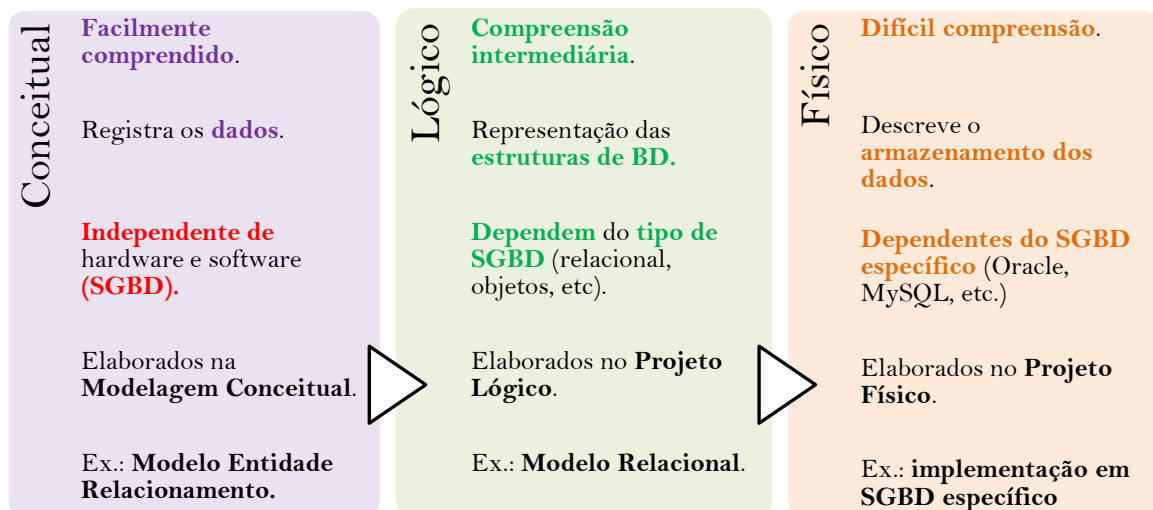 Conceitual
Facilmente
comprendido.
Registra os dados.
Independente de
hardware e software
(SGBD).
Elaborados na
Modelagem Conceitual.
Ex.: Modelo Entidade
Relacionamento.
Lógico
Compreensão
intermediária.
Representação das
estruturas de BD.
Dependem do tipo de
SGBD (relacional,
objetos, etc).
Elaborados no Projeto
Lógico.
Ex.: Modelo Relacional.
Físico
Difícil compreensão.
Descreve o
armazenamento dos
dados.
Dependentes do SGBD
específico (Oracle,
MySQL, etc.)
Elaborados no Projeto
Físico.
Ex.: implementação em
SGBD específico